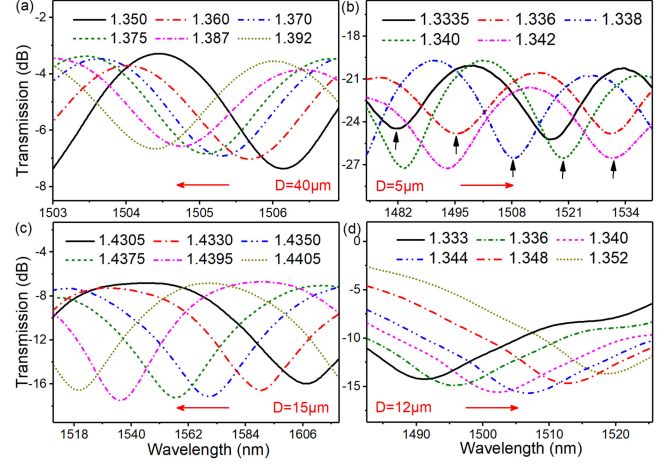 (a) 1.350 1.360 1.370
1.375 1.387 1.392
-2
-4
-6
-8
Transmission (dB)
D=40μm
1503 1504 1505 1506
(b) 1.3335 1.336 1.338
1.340 1.342
-18
-21
-24
-27
Transmission (dB)
D=5μm
1482 1495 1508 1521 1534
(c) 1.4305 1.4330 1.4350
1.4375 1.4395 1.4405
-4
-8
-12
-16
Transmission (dB)
D=15μm
1518 1540 1562 1584 1606
Wavelength (nm)
(d) 1.333 1.336 1.340
1.344 1.348 1.352
0
-5
-10
-15
D=12μm
1490 1500 1510 1520
Wavelength (nm)